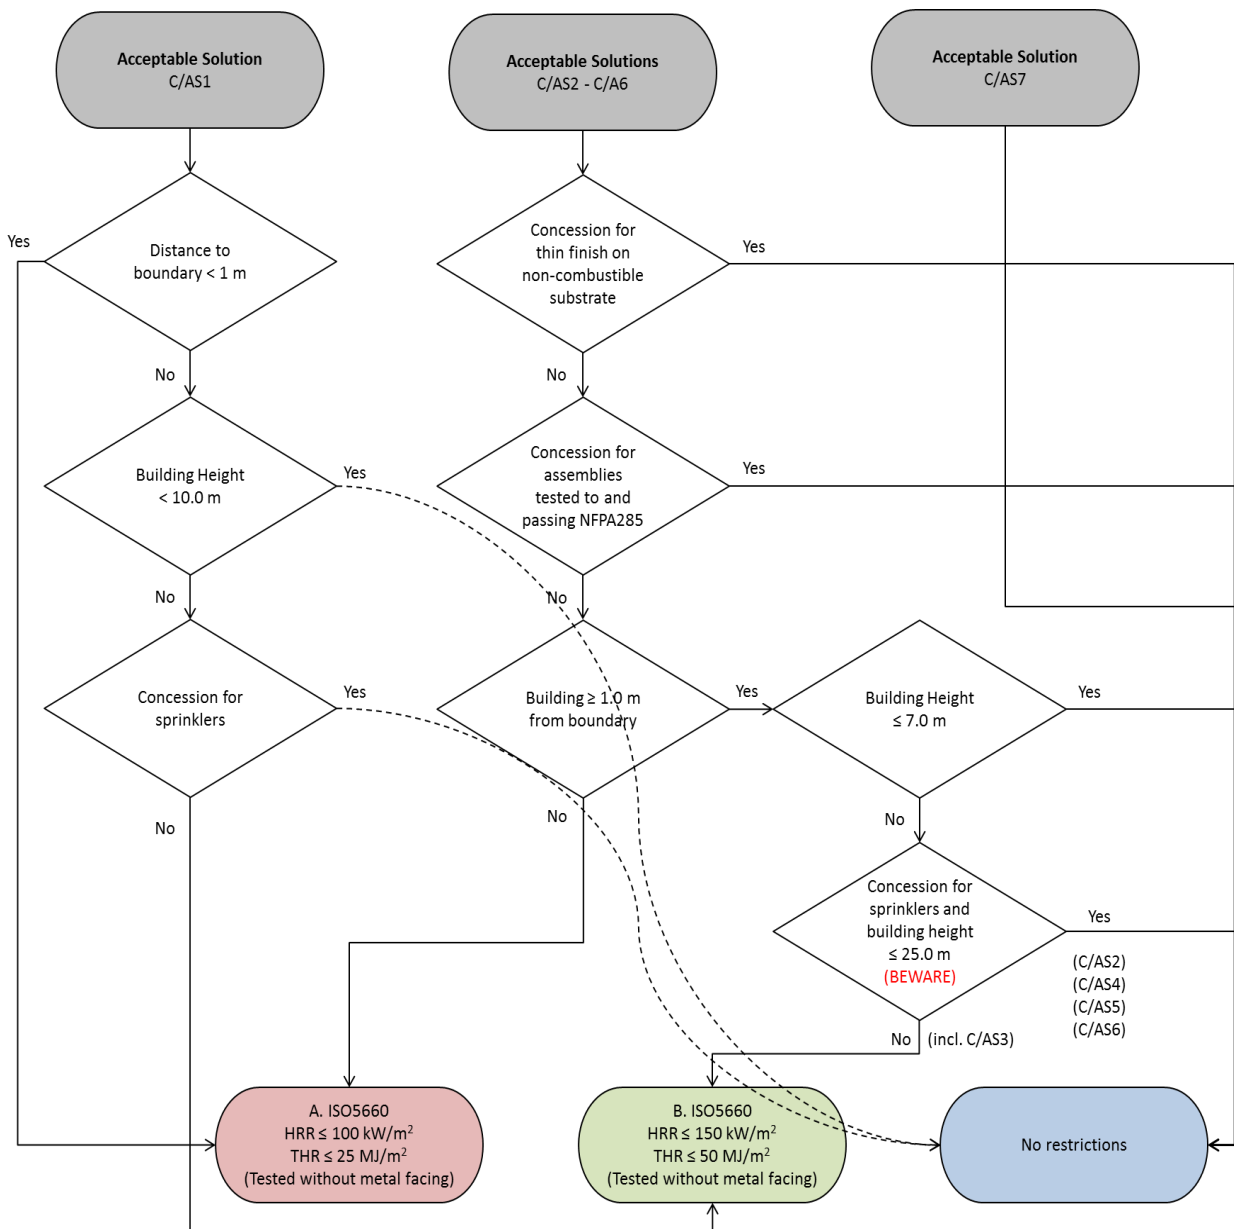 Acceptable Solution
C/AS1
Acceptable Solutions
C/AS2 - C/A6
Acceptable Solution
C/AS7
Yes
Distance to
boundary < 1 m
Concession for
thin finish on
non-combustible
substrate
Yes
No
No
Building Height
< 10.0 m
Yes
Concession for
assemblies
tested to and
passing NFPA285
Yes
No
No
Concession for
sprinklers
Yes
Building ≥ 1.0 m
from boundary
Yes
Building Height
≤ 7.0 m
Yes
No
No
No
Concession for
sprinklers and
building height
≤ 25.0 m
(BEWARE)
Yes
(C/AS2)
(C/AS4)
(C/AS5)
(C/AS6)
No (incl. C/AS3)
A. ISO5660
HRR ≤ 100 kW/m²
THR ≤ 25 MJ/m²
(Tested without metal facing)
B. ISO5660
HRR ≤ 150 kW/m²
THR ≤ 50 MJ/m²
(Tested without metal facing)
No restrictions